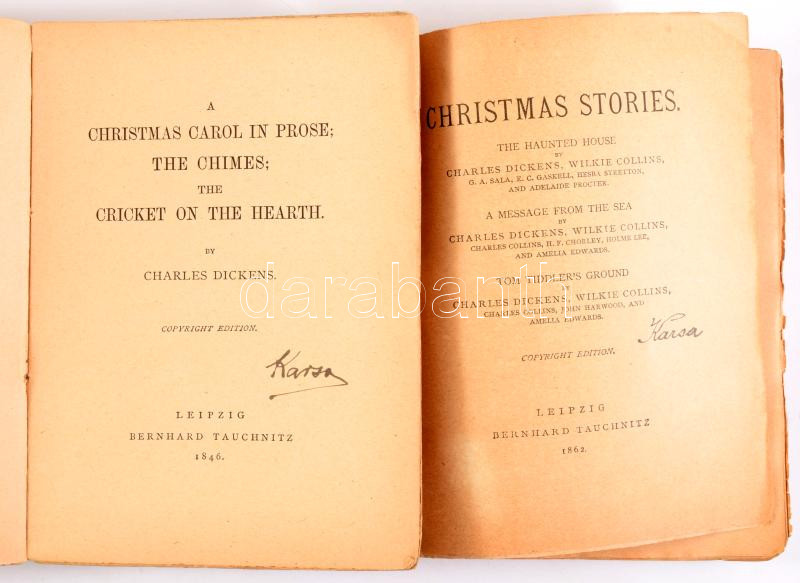 A
CHRISTMAS CAROL IN PROSE;
THE CHIMES;
THE
CRICKET ON THE HEARTH.
BY
CHARLES DICKENS.
COPYRIGHT EDITION.
Karsa
LEIPZIG
BERNHARD TAUCHNITZ
1846.
CHRISTMAS STORIES.
THE HAUNTED HOUSE
BY
CHARLES DICKENS, WILKIE COLLINS,
G. A. SALA, E. C. GASKELL, HESBA STRETTON,
AND ADELAIDE PROCTER.
A MESSAGE FROM THE SEA
BY
CHARLES DICKENS, WILKIE COLLINS,
CHARLES COLLINS, H. F. CHORLEY, HOLME LEE,
AND AMELIA EDWARDS.
TOM TIDDLER'S GROUND
BY
CHARLES DICKENS, WILKIE COLLINS,
CHARLES COLLINS, JOHN HARWOOD, AND
AMELIA EDWARDS.
Karsa
COPYRIGHT EDITION.
LEIPZIG
BERNHARD TAUCHNITZ
1862.
darabanth